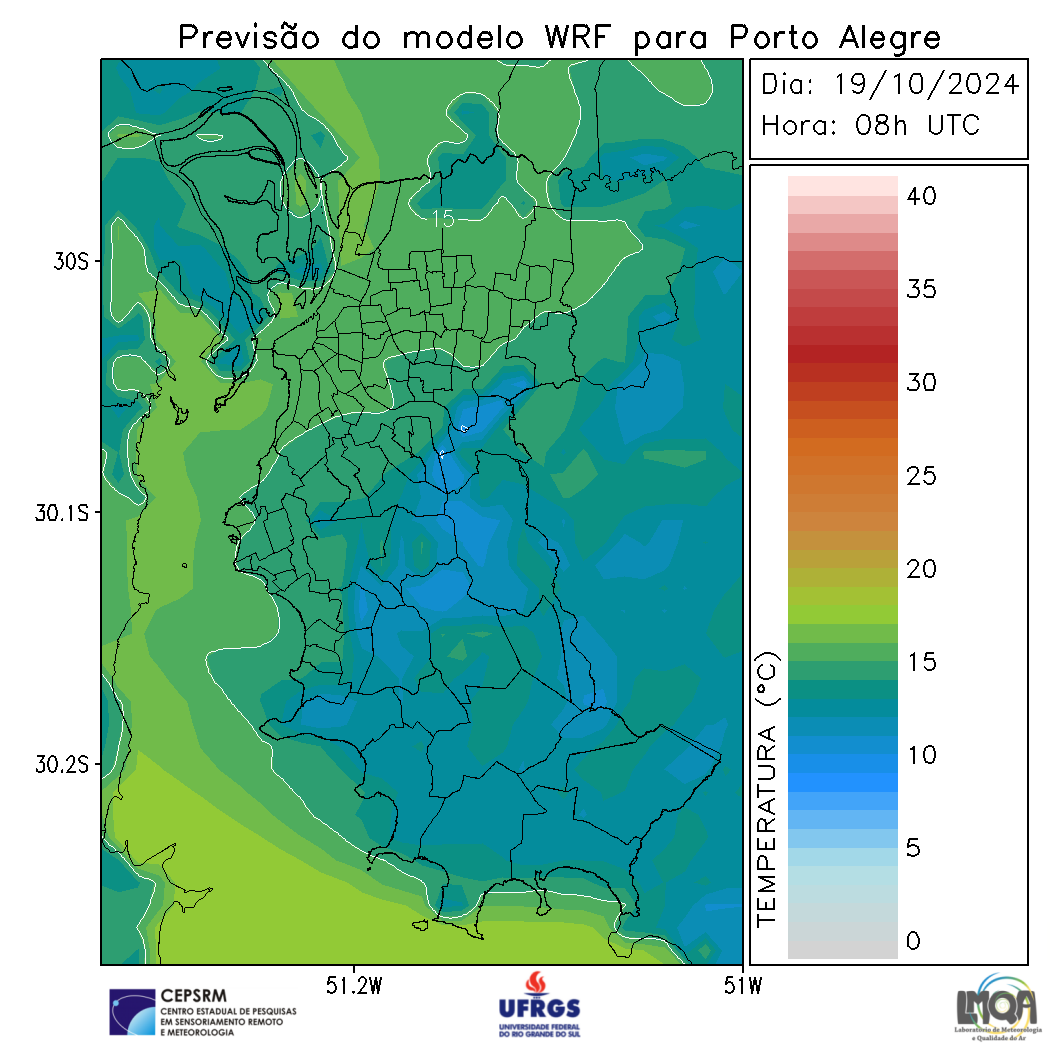 Previsão do modelo WRF para Porto Alegre
Dia: 19/10/2024
Hora: 08h UTC
40
35
30
25
20
15
10
5
0
TEMPERATURA (°C)
15
30S
30.1S
30.2S
51.2W
51W
CEPSRM
CENTRO ESTADUAL DE PESQUISAS
EM SENSORIAMENTO REMOTO
E METEOROLOGIA
UFRGS
UNIVERSIDADE FEDERAL
DO RIO GRANDE DO SUL
LMQA
Laboratório de Meteorologia
e Qualidade do Ar